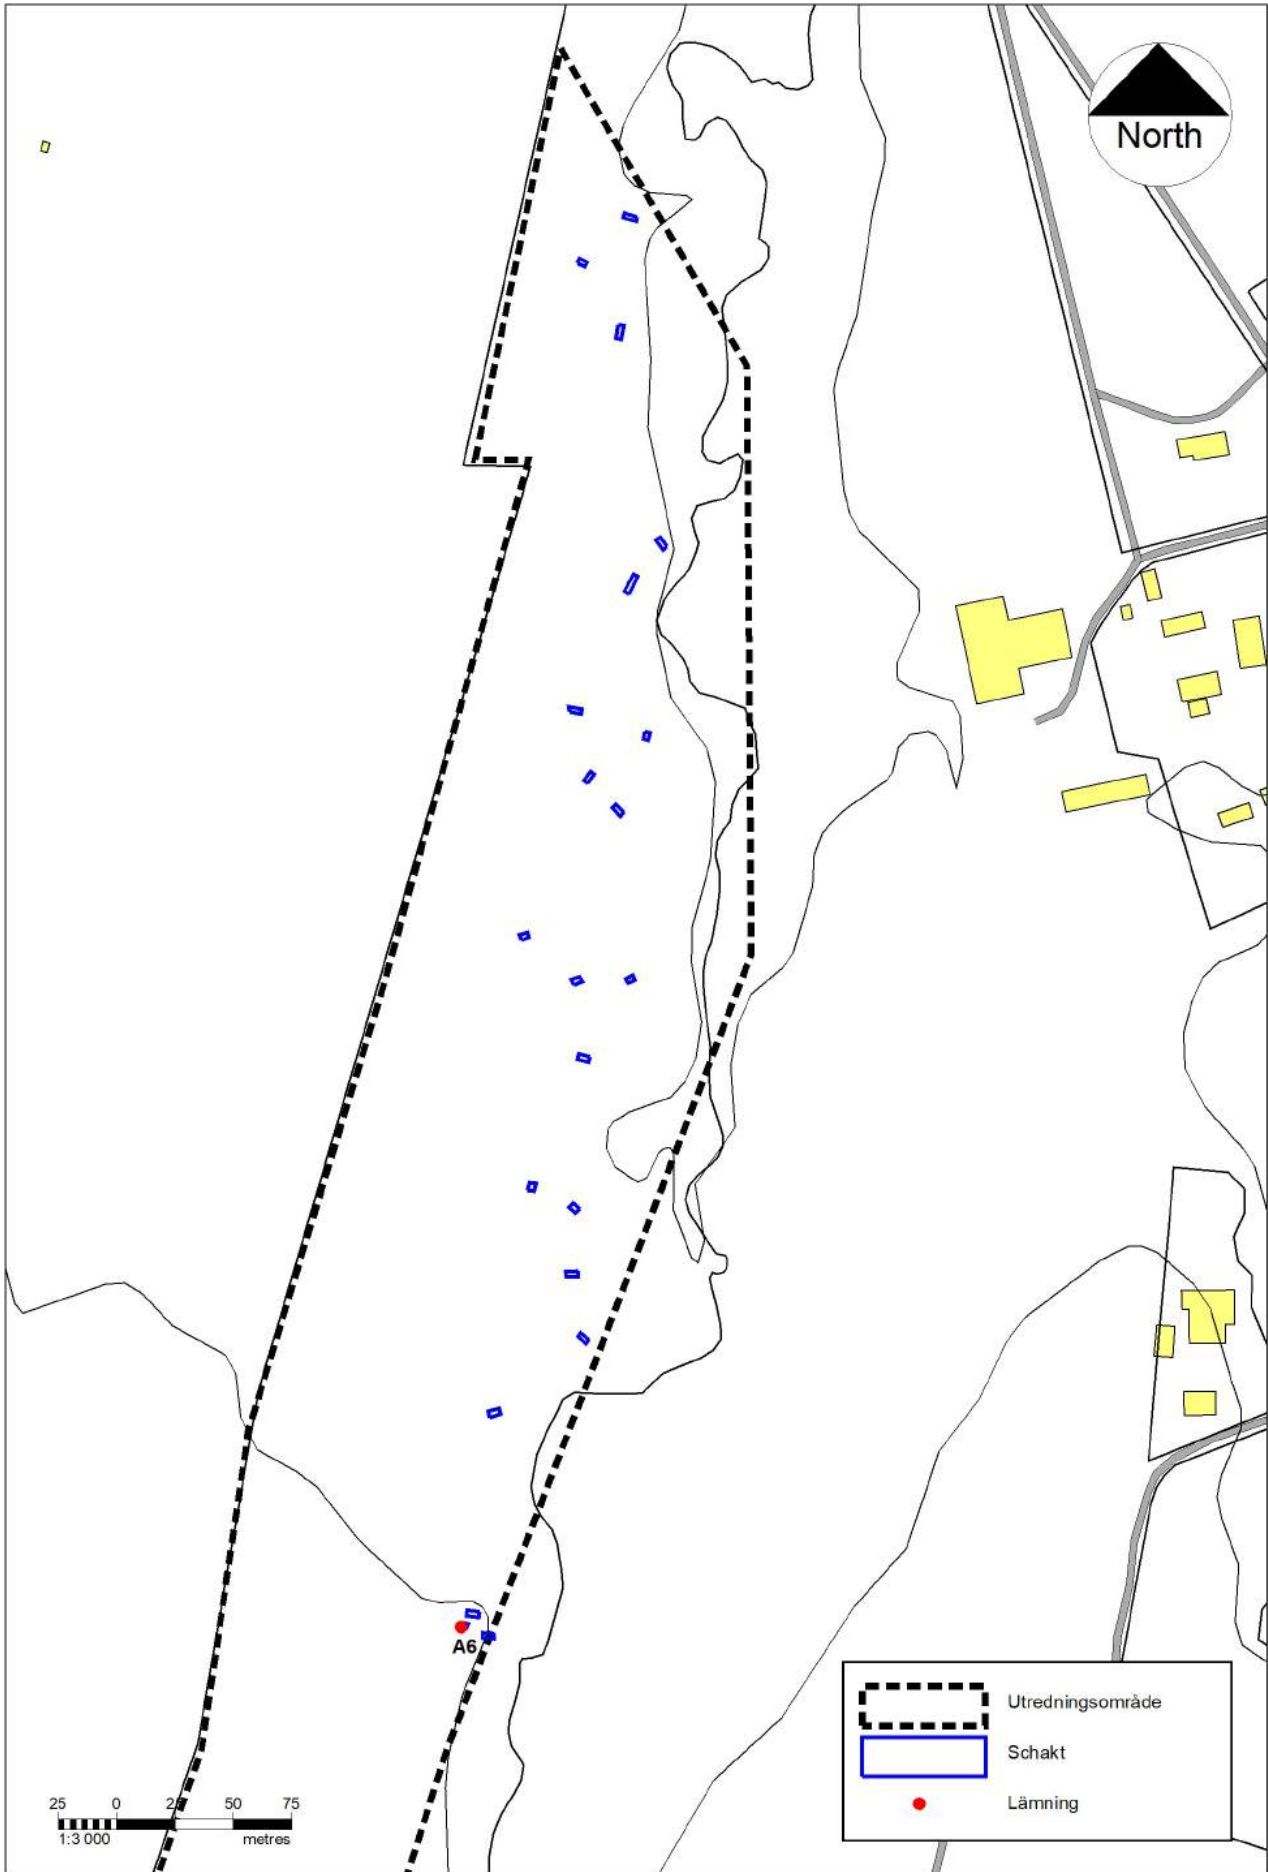 North
A6
Utredningsområde
Schakt
Lämning
25 0 25 50 75
1:3 000 metres